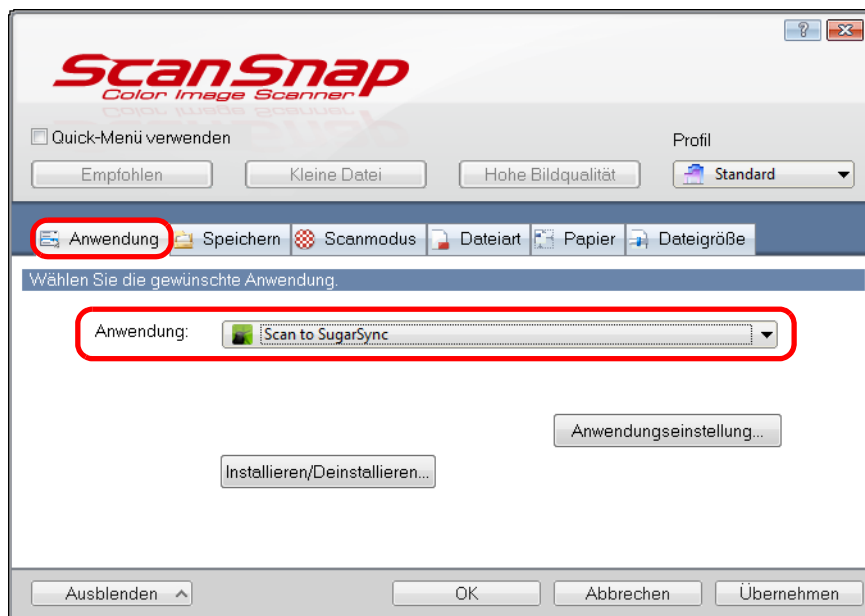 ScanSnap
Color Image Scanner
Quick-Menü verwenden
Profil
Empfohlen Kleine Datei Hohe Bildqualität Standard
Anwendung Speichern Scanmodus Dateiart Papier Dateigröße
Wählen Sie die gewünschte Anwendung.
Anwendung: Scan to SugarSync
Anwendungseinstellung...
Installieren/Deinstallieren...
Ausblenden OK Abbrechen Übernehmen